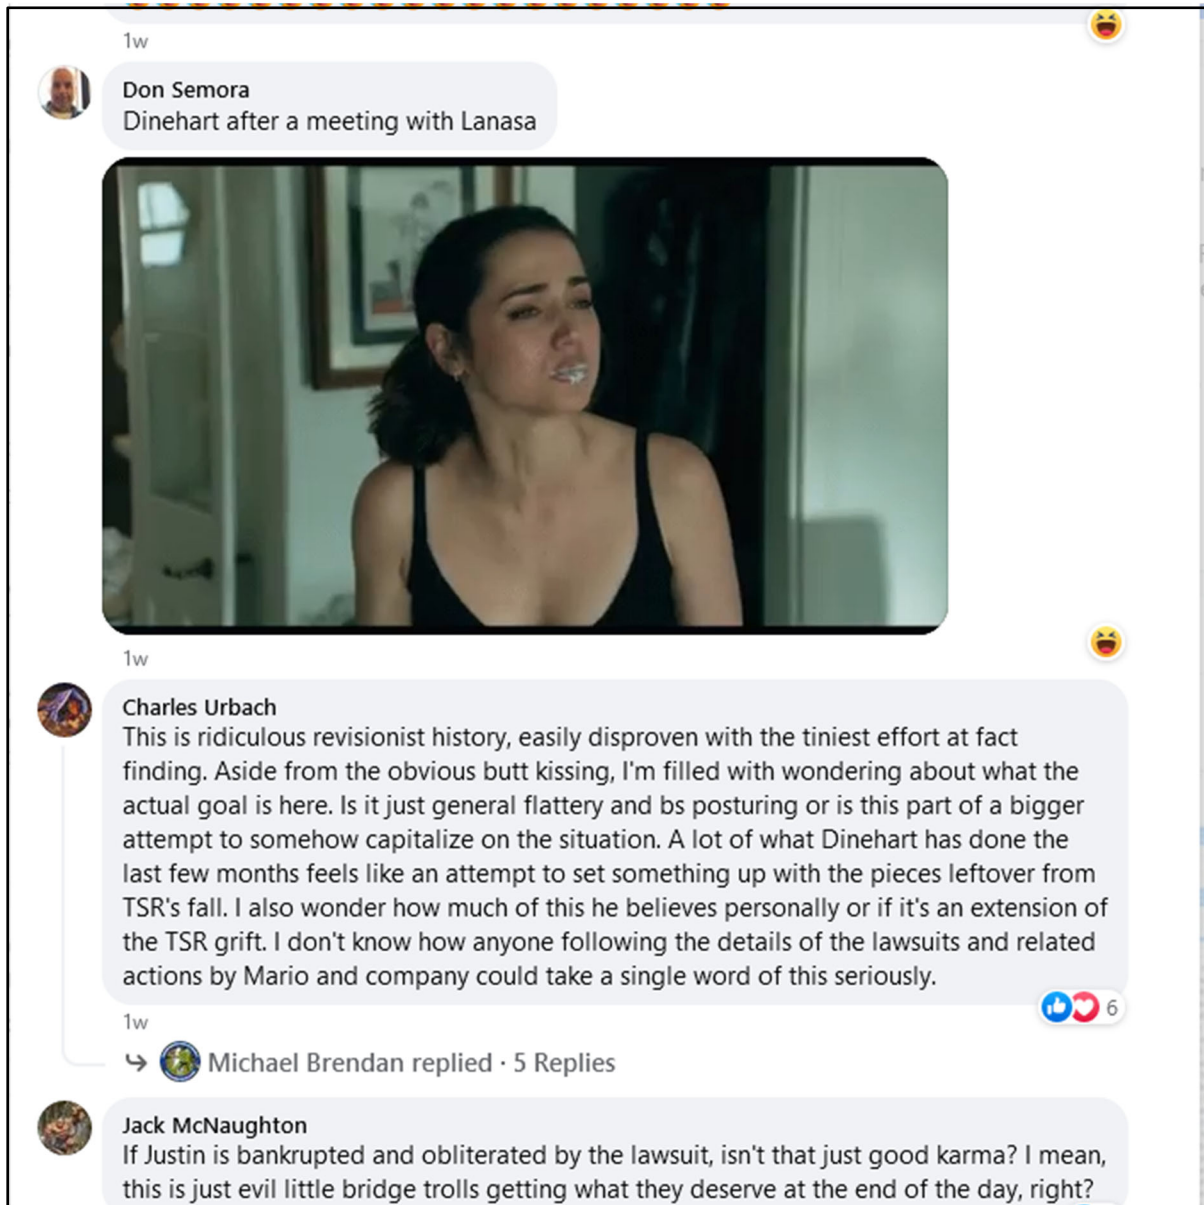 1w
Don Semora
Dinehart after a meeting with Lanasa
1w
Charles Urbach
This is ridiculous revisionist history, easily disproven with the tiniest effort at fact
finding. Aside from the obvious butt kissing, I'm filled with wondering about what the
actual goal is here. Is it just general flattery and bs posturing or is this part of a bigger
attempt to somehow capitalize on the situation. A lot of what Dinehart has done the
last few months feels like an attempt to set something up with the pieces leftover from
TSR's fall. I also wonder how much of this he believes personally or if it's an extension of
the TSR grift. I don't know how anyone following the details of the lawsuits and related
actions by Mario and company could take a single word of this seriously.
6
1w
Michael Brendan replied · 5 Replies
Jack McNaughton
If Justin is bankrupted and obliterated by the lawsuit, isn't that just good karma? I mean,
this is just evil little bridge trolls getting what they deserve at the end of the day, right?